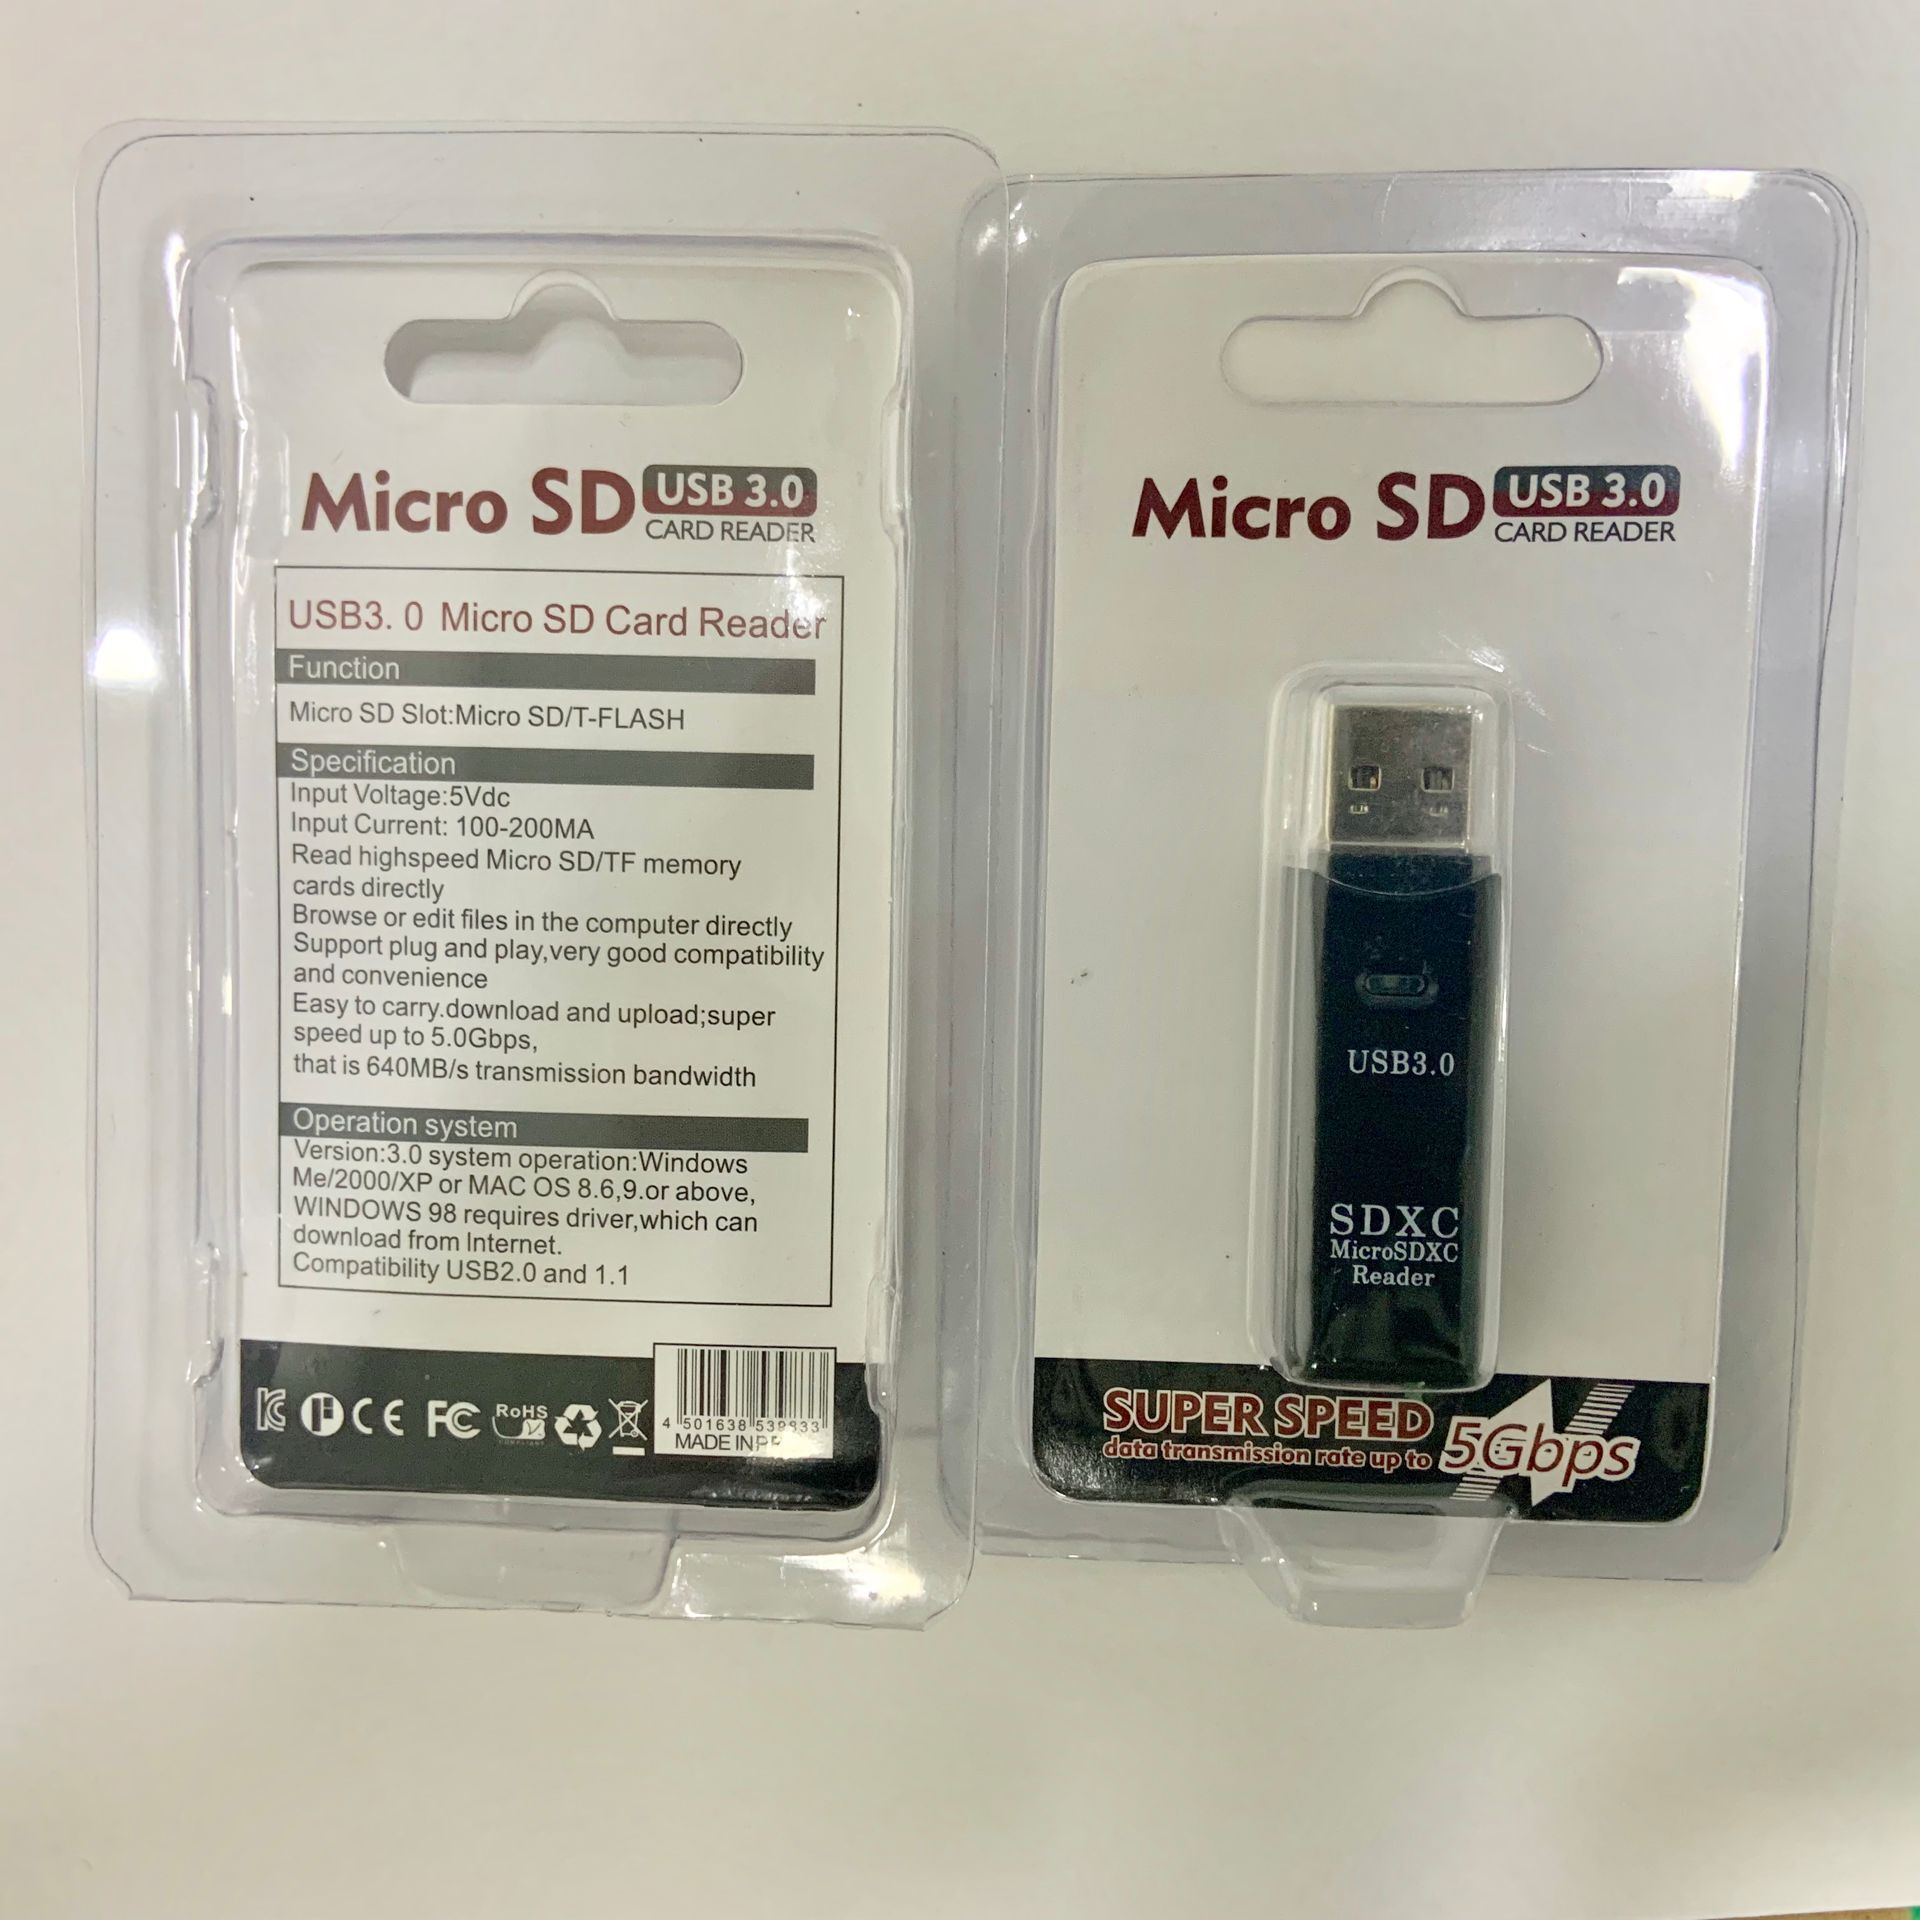 Micro SD USB 3.0
CARD READER
USB3. 0 Micro SD Card Reader
Function
Micro SD Slot:Micro SD/T-FLASH
Specification
Input Voltage:5Vdc
Input Current: 100-200MA
Read highspeed Micro SD/TF memory
cards directly
Browse or edit files in the computer directly
Support plug and play,very good compatibility
and convenience
Easy to carry.download and upload;super
speed up to 5.0Gbps,
that is 640MB/s transmission bandwidth
Operation system
Version:3.0 system operation:Windows
Me/2000/XP or MAC OS 8.6,9.or above,
WINDOWS 98 requires driver,which can
download from Internet.
Compatibility USB2.0 and 1.1
CE FC RoHS
COMPLIANT
4 501638
MADE IN
Micro SD USB 3.0
CARD READER
USB3.0
SDXC
MicroSDXC
Reader
SUPER SPEED
data transmission rate up to 5Gbps